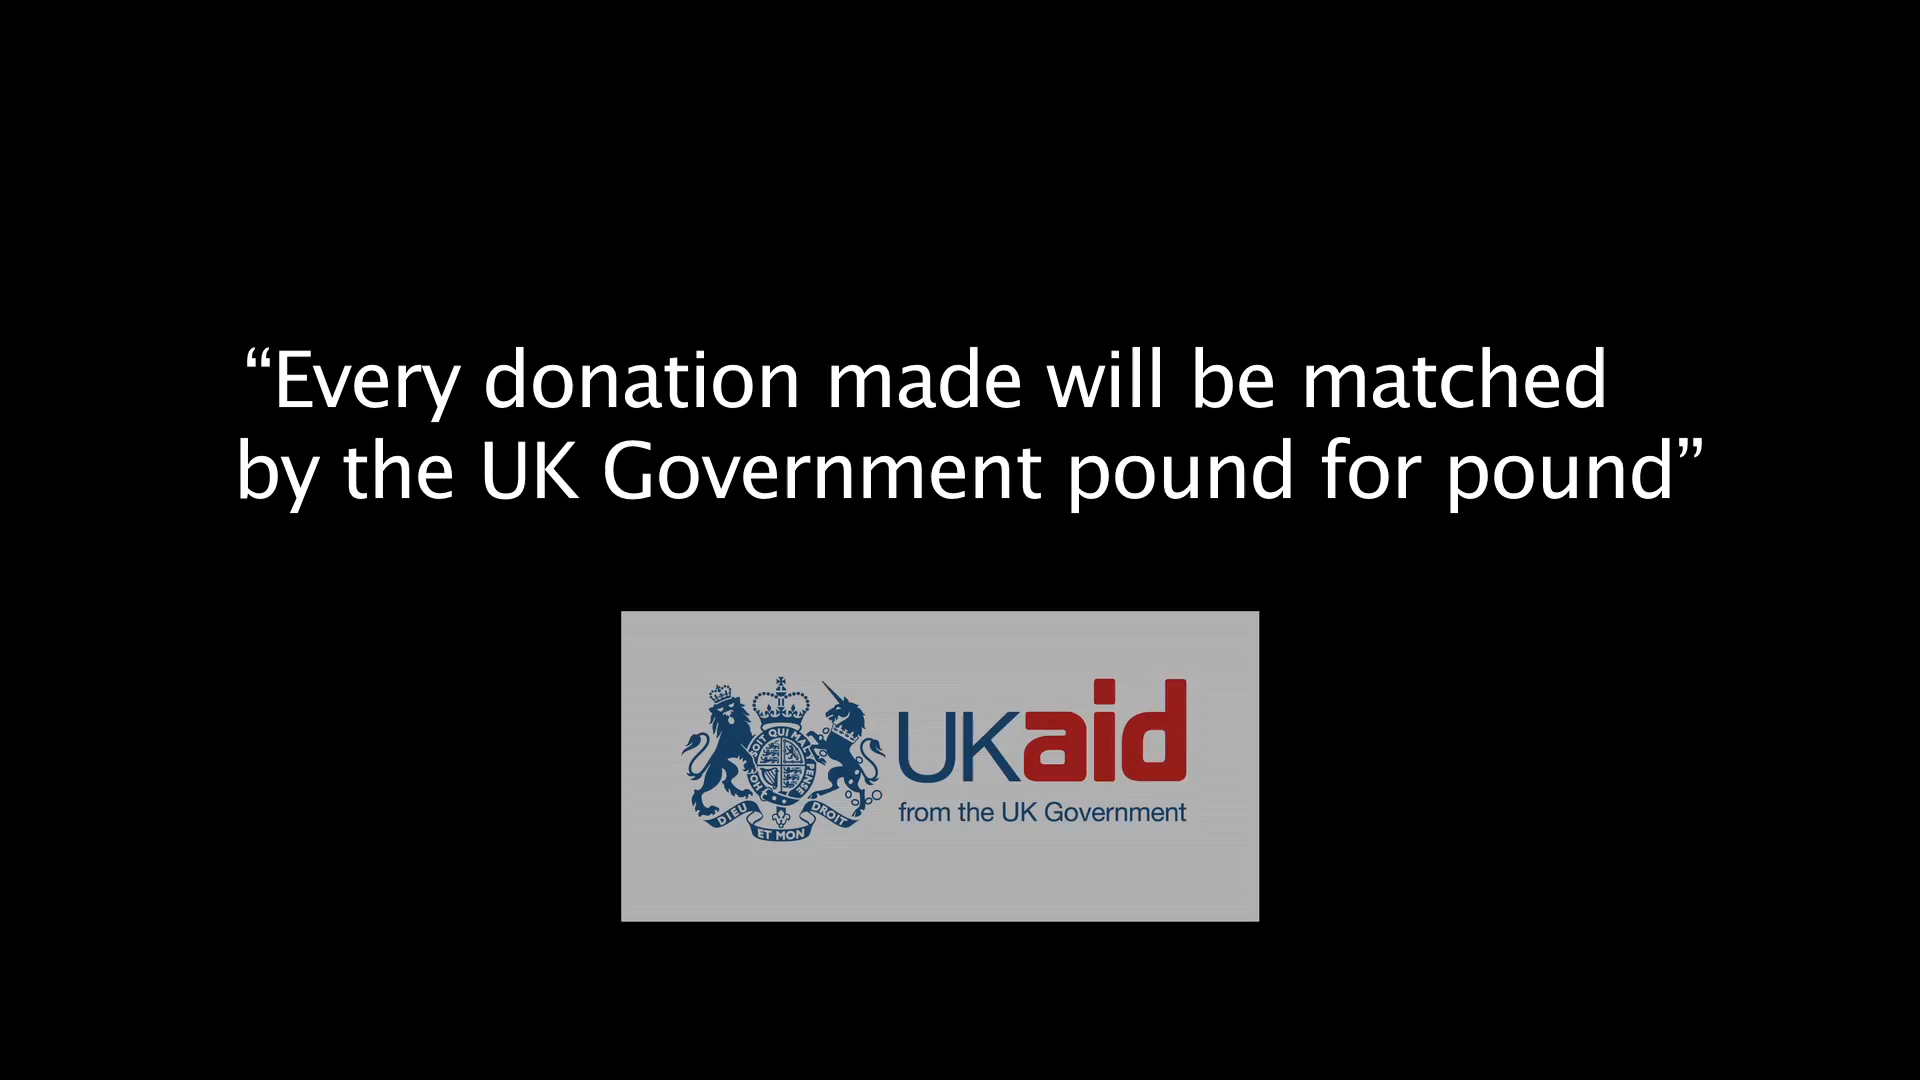 “Every donation made will be matched
by the UK Government pound for pound”
UKaid
from the UK Government
HONI SOIT QUI MAL Y PENSE
DIEU ET MON DROIT